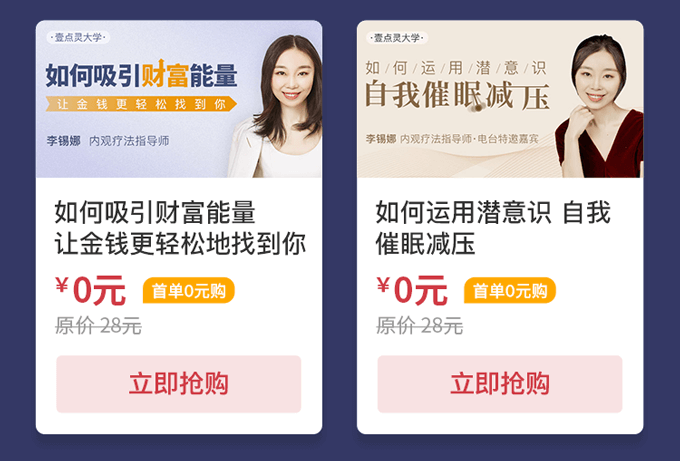 ·壹点灵大学·
如何吸引财富能量
让金钱更轻松找到你
李锡娜 内观疗法指导师
如何吸引财富能量
让金钱更轻松地找到你
¥0元 首单0元购
原价 28元
立即抢购
·壹点灵大学·
如/何/运/用/潜/意/识
自我催眠减压
李锡娜 内观疗法指导师·电台特邀嘉宾
如何运用潜意识 自我
催眠减压
¥0元 首单0元购
原价 28元
立即抢购